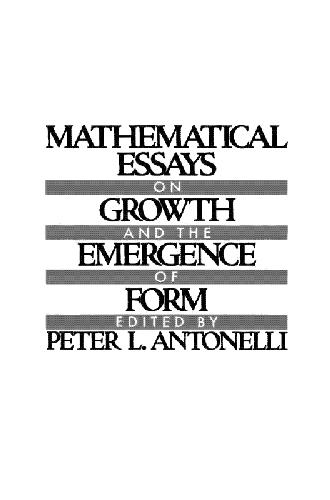 MATHEMATICAL
ESSAYS
ON
GROWTH
AND THE
EMERGENCE
OF
FORM
EDITED BY
PETER L. ANTONELLI